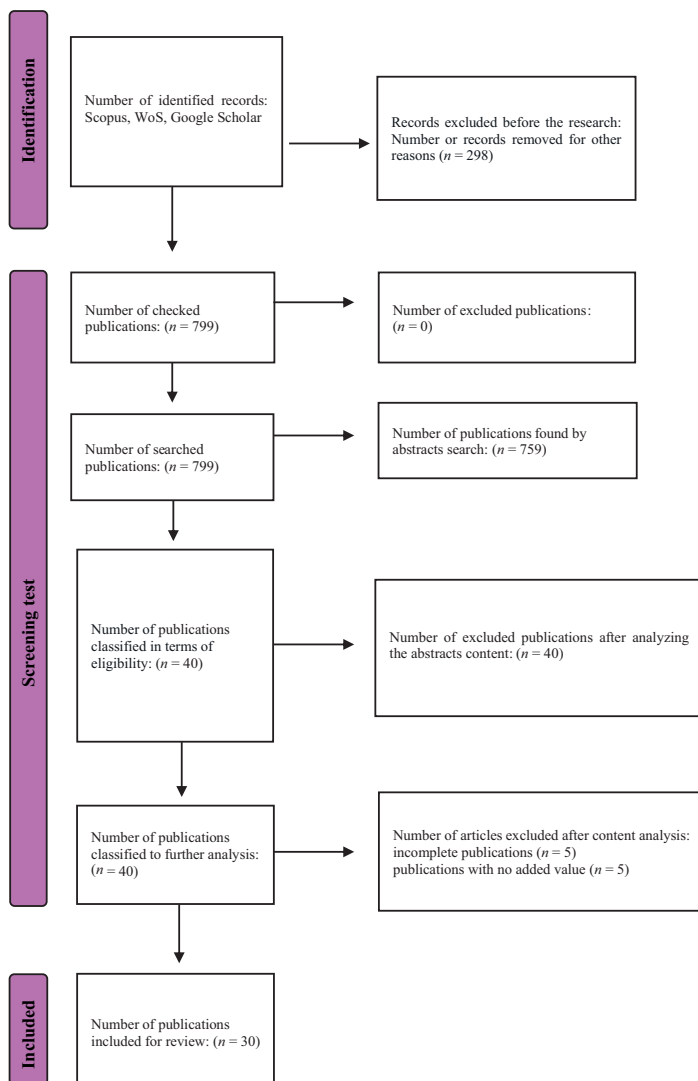 Identification
Number of identified records:
Scopus, WoS, Google Scholar
Records excluded before the research:
Number or records removed for other
reasons (n = 298)
Screening test
Number of checked
publications: (n = 799)
Number of excluded publications:
(n = 0)
Number of searched
publications: (n = 799)
Number of publications found by
abstracts search: (n = 759)
Number of publications
classified in terms of
eligibility: (n = 40)
Number of excluded publications after analyzing
the abstracts content: (n = 40)
Number of publications
classified to further analysis:
(n = 40)
Number of articles excluded after content analysis:
incomplete publications (n = 5)
publications with no added value (n = 5)
Included
Number of publications
included for review: (n = 30)